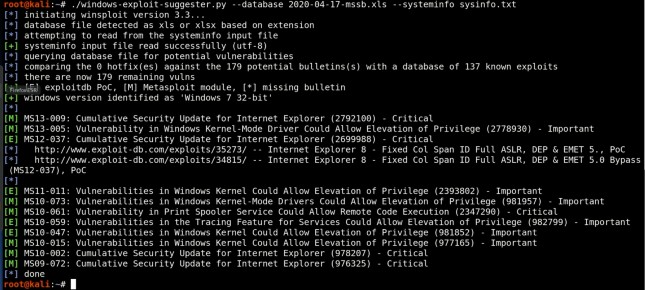 root@kali:~# ./windows-exploit-suggester.py --database 2020-04-17-mssb.xls --systeminfo sysinfo.txt
[*] initiating winsploit version 3.3...
[*] database file detected as xls or xlsx based on extension
[*] attempting to read from the systeminfo input file
[+] systeminfo input file read successfully (utf-8)
[*] querying database file for potential vulnerabilities
[*] comparing the 0 hotfix(es) against the 179 potential bulletins(s) with a database of 137 known exploits
[*] there are now 179 remaining vulns
[E] exploitdb PoC, [M] Metasploit module, [*] missing bulletin
[+] windows version identified as 'Windows 7 32-bit'
[*]
[M] MS13-009: Cumulative Security Update for Internet Explorer (2792100) - Critical
[M] MS13-005: Vulnerability in Windows Kernel-Mode Driver Could Allow Elevation of Privilege (2778930) - Important
[E] MS12-037: Cumulative Security Update for Internet Explorer (2699988) - Critical
[*]   http://www.exploit-db.com/exploits/35273/ -- Internet Explorer 8 - Fixed Col Span ID Full ASLR, DEP & EMET 5., PoC
[*]   http://www.exploit-db.com/exploits/34815/ -- Internet Explorer 8 - Fixed Col Span ID Full ASLR, DEP & EMET 5.0 Bypass
(MS12-037), PoC
[*]
[E] MS11-011: Vulnerabilities in Windows Kernel Could Allow Elevation of Privilege (2393802) - Important
[M] MS10-073: Vulnerabilities in Windows Kernel-Mode Drivers Could Allow Elevation of Privilege (981957) - Important
[M] MS10-061: Vulnerability in Print Spooler Service Could Allow Remote Code Execution (2347290) - Critical
[E] MS10-059: Vulnerabilities in the Tracing Feature for Services Could Allow Elevation of Privilege (982799) - Important
[E] MS10-047: Vulnerabilities in Windows Kernel Could Allow Elevation of Privilege (981852) - Important
[M] MS10-015: Vulnerabilities in Windows Kernel Could Allow Elevation of Privilege (977165) - Important
[M] MS10-002: Cumulative Security Update for Internet Explorer (978207) - Critical
[M] MS09-072: Cumulative Security Update for Internet Explorer (976325) - Critical
[*] done
root@kali:~#